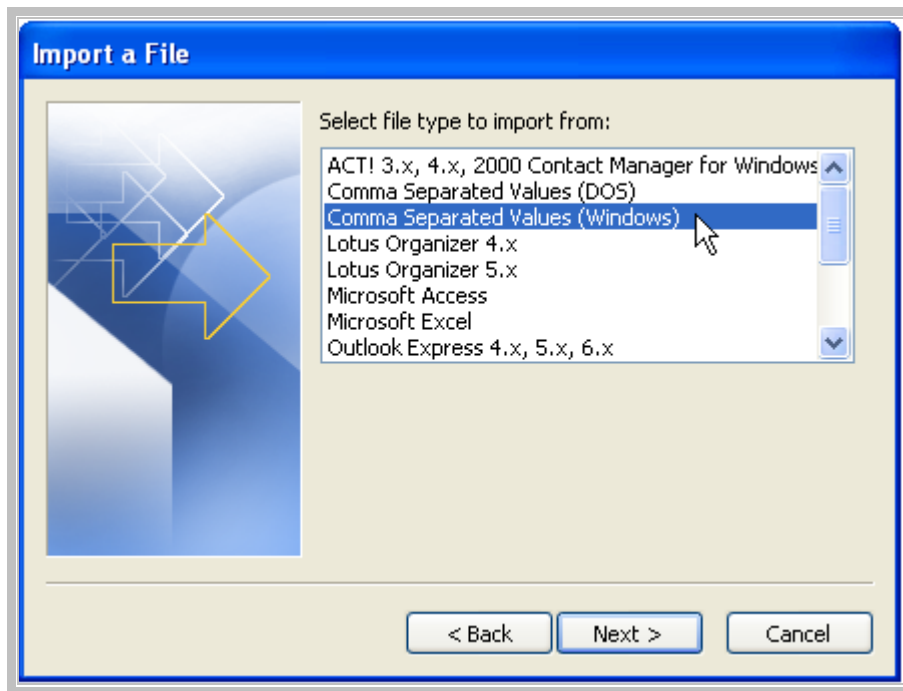 Import a File
Select file type to import from:
ACT! 3.x, 4.x, 2000 Contact Manager for Windows
Comma Separated Values (DOS)
Comma Separated Values (Windows)
Lotus Organizer 4.x
Lotus Organizer 5.x
Microsoft Access
Microsoft Excel
Outlook Express 4.x, 5.x, 6.x
< Back Next > Cancel